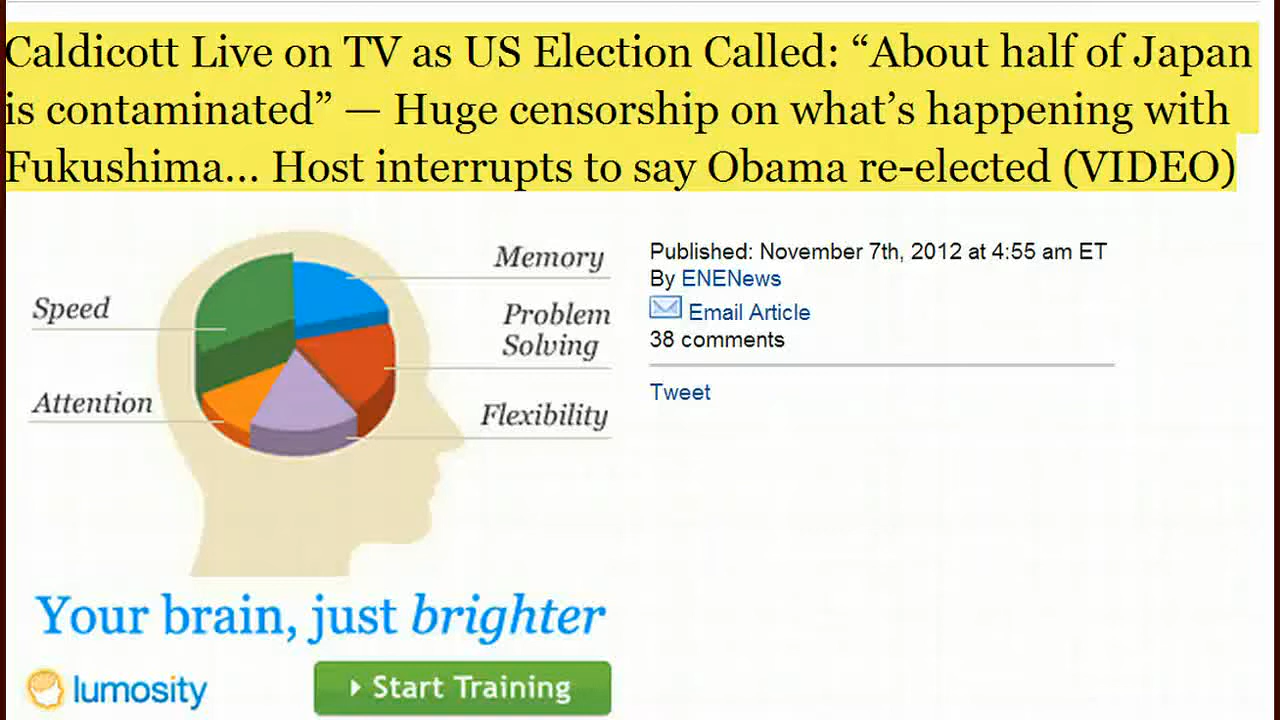 Caldicott Live on TV as US Election Called: “About half of Japan
is contaminated” — Huge censorship on what’s happening with
Fukushima... Host interrupts to say Obama re-elected (VIDEO)
Memory
Speed
Problem
Solving
Attention
Flexibility
Your brain, just brighter
lumosity
Start Training
Published: November 7th, 2012 at 4:55 am ET
By ENENews
Email Article
38 comments
Tweet